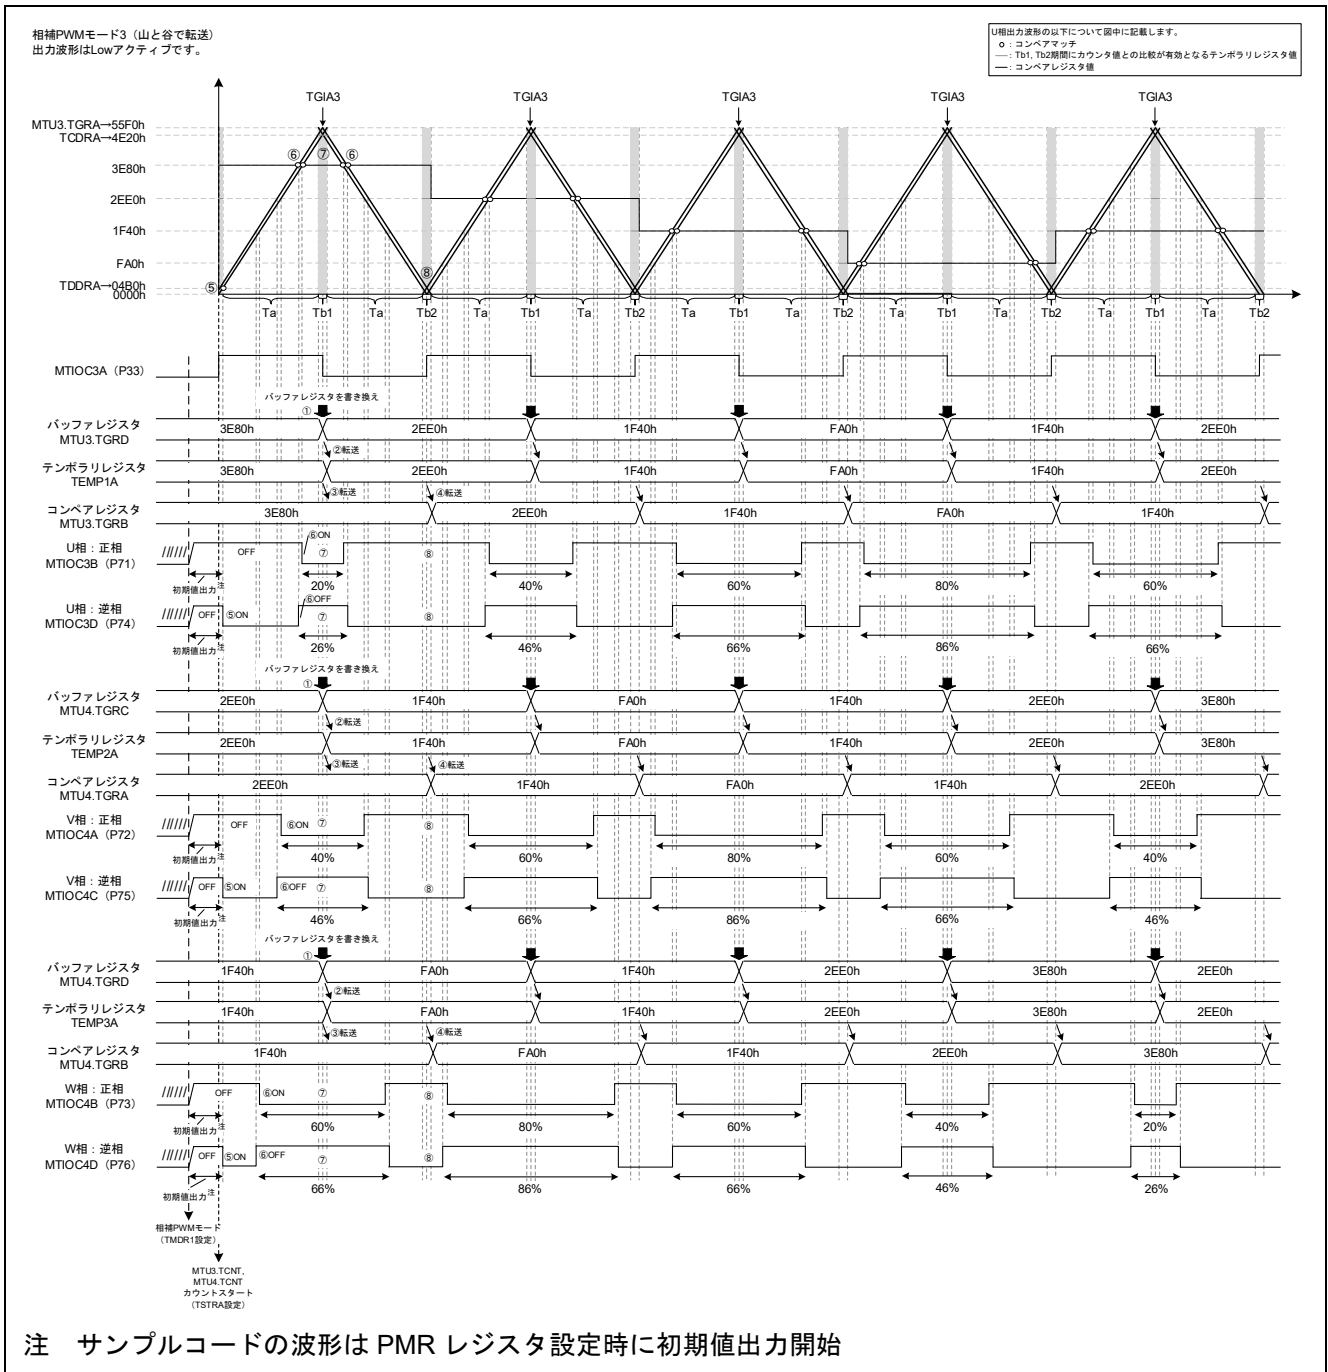 相補PWMモード3（山と谷で転送）
出力波形はLowアクティブです。
U相出力波形の以下について図中に記載します。
○：コンペアマッチ
―：Tb1, Tb2期間にカウンタ値との比較が有効となるテンポラリレジスタ値
―：コンペアレジスタ値
TGIA3 TGIA3 TGIA3 TGIA3 TGIA3
MTU3.TGRA→55F0h
TCDRA→4E20h
⑥ ⑦ ⑥
3E80h
2EE0h
1F40h
FA0h
⑧
TDDRA→04B0h ⑤
0000h
Ta Tb1 Ta Tb2 Ta Tb1 Ta Tb2 Ta Tb1 Ta Tb2 Ta Tb1 Ta Tb2 Ta Tb1 Ta Tb2
MTIOC3A（P33）
バッファレジスタを書き換え
①
バッファレジスタ
MTU3.TGRD
3E80h 2EE0h 1F40h FA0h 1F40h 2EE0h
②転送
テンポラリレジスタ
TEMP1A
3E80h 2EE0h 1F40h FA0h 1F40h 2EE0h
③転送 ④転送
コンペアレジスタ
MTU3.TGRB
3E80h 2EE0h 1F40h FA0h 1F40h
U相：正相
MTIOC3B（P71）
OFF ⑥ON ⑦ ⑧
初期値出力注 20% 40% 60% 80% 60%
U相：逆相
MTIOC3D（P74）
OFF ⑤ON ⑥OFF ⑦ ⑧
初期値出力注 26% 46% 66% 86% 66%
バッファレジスタを書き換え
①
バッファレジスタ
MTU4.TGRC
2EE0h 1F40h FA0h 1F40h 2EE0h 3E80h
②転送
テンポラリレジスタ
TEMP2A
2EE0h 1F40h FA0h 1F40h 2EE0h 3E80h
③転送 ④転送
コンペアレジスタ
MTU4.TGRA
2EE0h 1F40h FA0h 1F40h 2EE0h
V相：正相
MTIOC4A（P72）
OFF ⑥ON ⑦ ⑧
初期値出力注 40% 60% 80% 60% 40%
V相：逆相
MTIOC4C（P75）
OFF ⑤ON ⑥OFF ⑦ ⑧
初期値出力注 46% 66% 86% 66% 46%
バッファレジスタを書き換え
①
バッファレジスタ
MTU4.TGRD
1F40h FA0h 1F40h 2EE0h 3E80h 2EE0h
②転送
テンポラリレジスタ
TEMP3A
1F40h FA0h 1F40h 2EE0h 3E80h 2EE0h
③転送 ④転送
コンペアレジスタ
MTU4.TGRB
1F40h FA0h 1F40h 2EE0h 3E80h
W相：正相
MTIOC4B（P73）
OFF ⑥ON ⑦ ⑧
初期値出力注 60% 80% 60% 40% 20%
W相：逆相
MTIOC4D（P76）
OFF ⑤ON ⑥OFF ⑦ ⑧
初期値出力注 66% 86% 66% 46% 26%
相補PWMモード
（TMDR1設定）
MTU3.TCNT,
MTU4.TCNT
カウントスタート
（TSTRA設定）
注 サンプルコードの波形は PMR レジスタ設定時に初期値出力開始